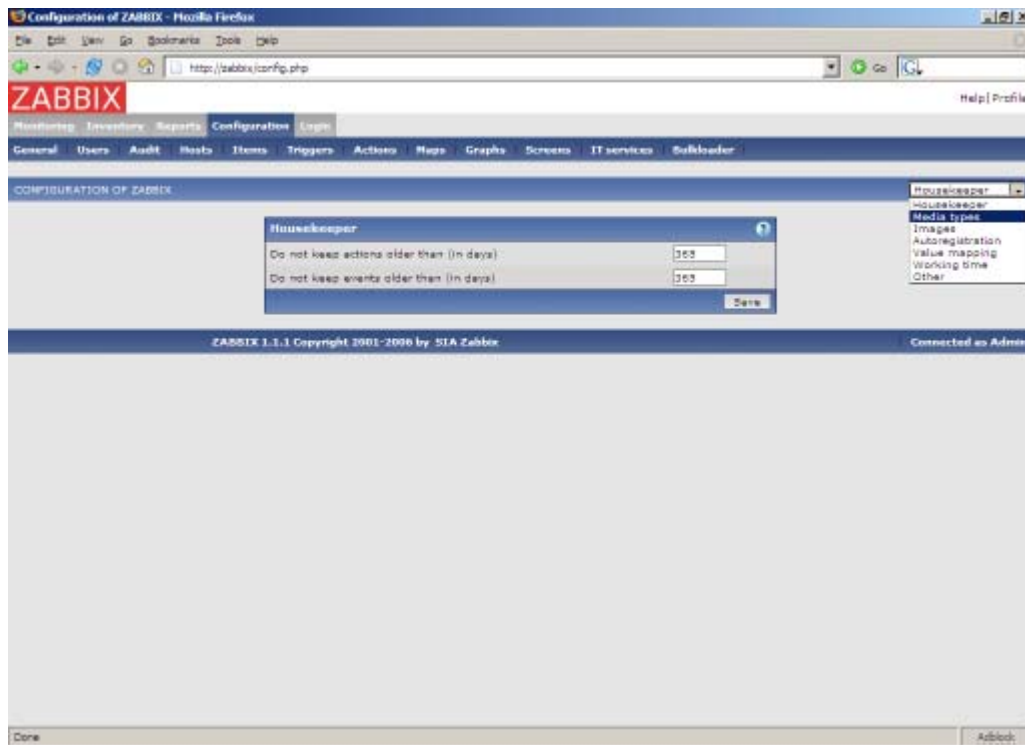 Configuration of ZABBIX - Mozilla Firefox
File Edit View Go Bookmarks Tools Help
http://zabbix/config.php Go
ZABBIX
Help | Profile
Monitoring Inventory Reports Configuration Login
General Users Audit Hosts Items Triggers Actions Maps Graphs Screens IT services Bulkloader
CONFIGURATION OF ZABBIX
Housekeeper
Housekeeper
Media types
Images
Autoregistration
Value mapping
Working time
Other
Housekeeper
Do not keep actions older than (in days) 365
Do not keep events older than (in days) 365
Save
ZABBIX 1.1.1 Copyright 2001-2006 by SIA Zabbix
Connected as Admin
Done
Adblock